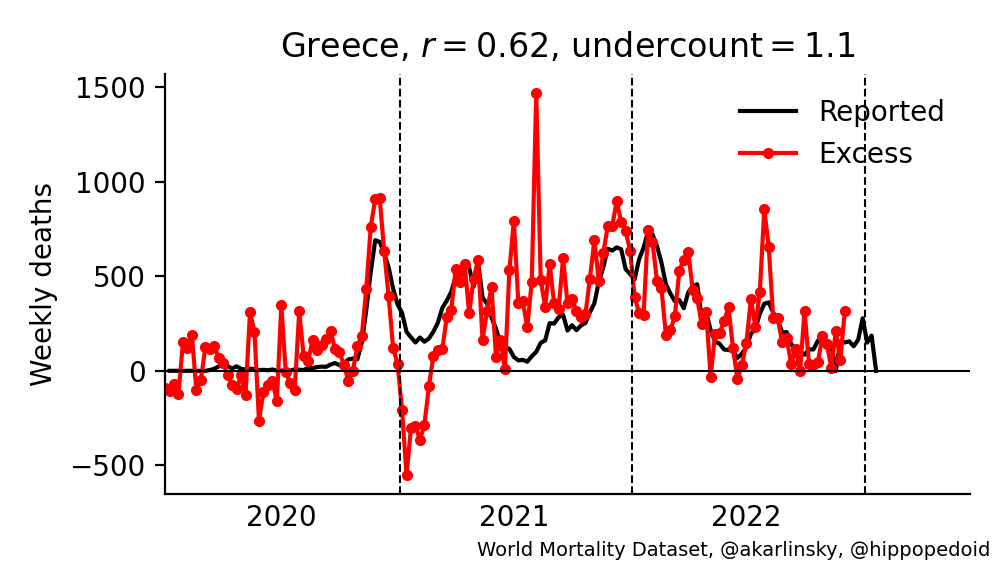 Greece, r = 0.62, undercount = 1.1
1500
1000
500
0
−500
Weekly deaths
Reported
Excess
2020
2021
2022
World Mortality Dataset, @akarlinsky, @hippopedoid